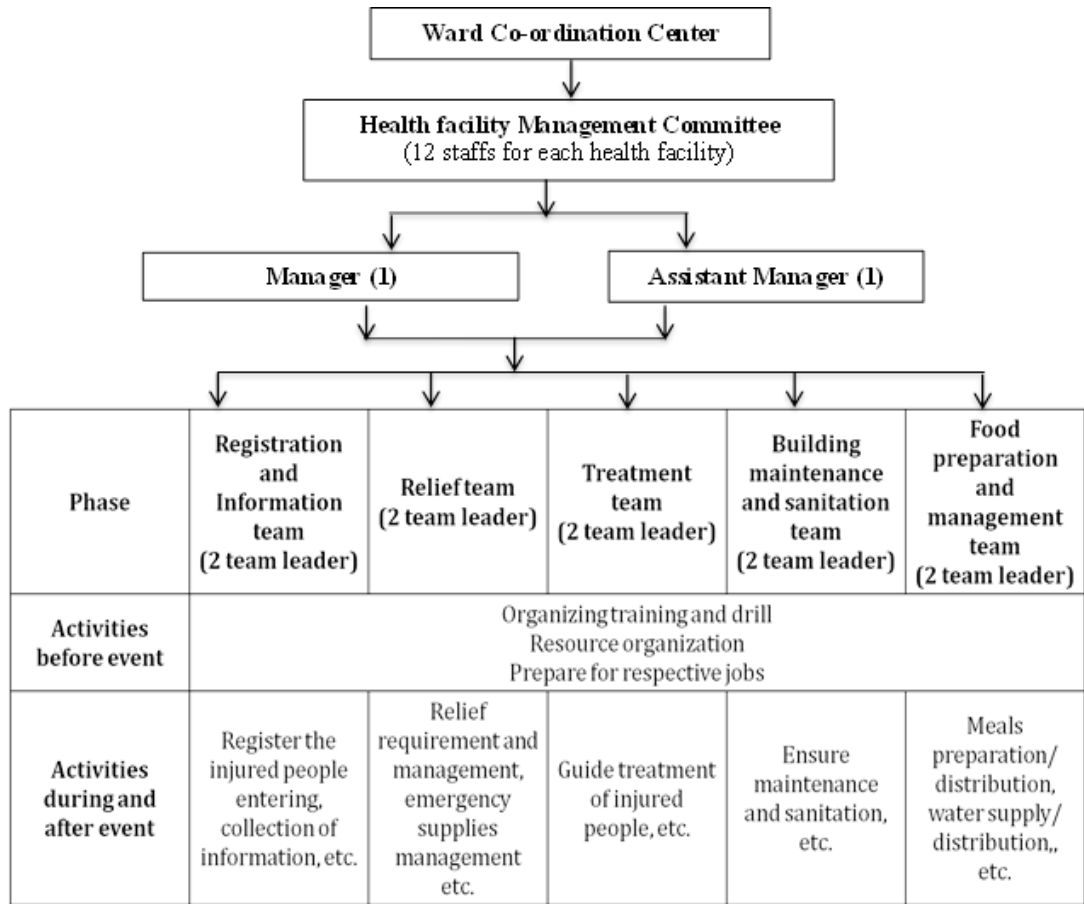 Ward Co-ordination Center
Health facility Management Committee
(12 staffs for each health facility)
Manager (1)
Assistant Manager (1)
Phase
Registration
and
Information
team
(2 team leader)
Relief team
(2 team leader)
Treatment
team
(2 team leader)
Building
maintenance
and sanitation
team
(2 team leader)
Food
preparation
and
management
team
(2 team leader)
Activities
before event
Organizing training and drill
Resource organization
Prepare for respective jobs
Activities
during and
after event
Register the
injured people
entering,
collection of
information, etc.
Relief
requirement and
management,
emergency
supplies
management
etc.
Guide treatment
of injured
people, etc.
Ensure
maintenance
and sanitation,
etc.
Meals
preparation/
distribution,
water supply/
distribution,,
etc.